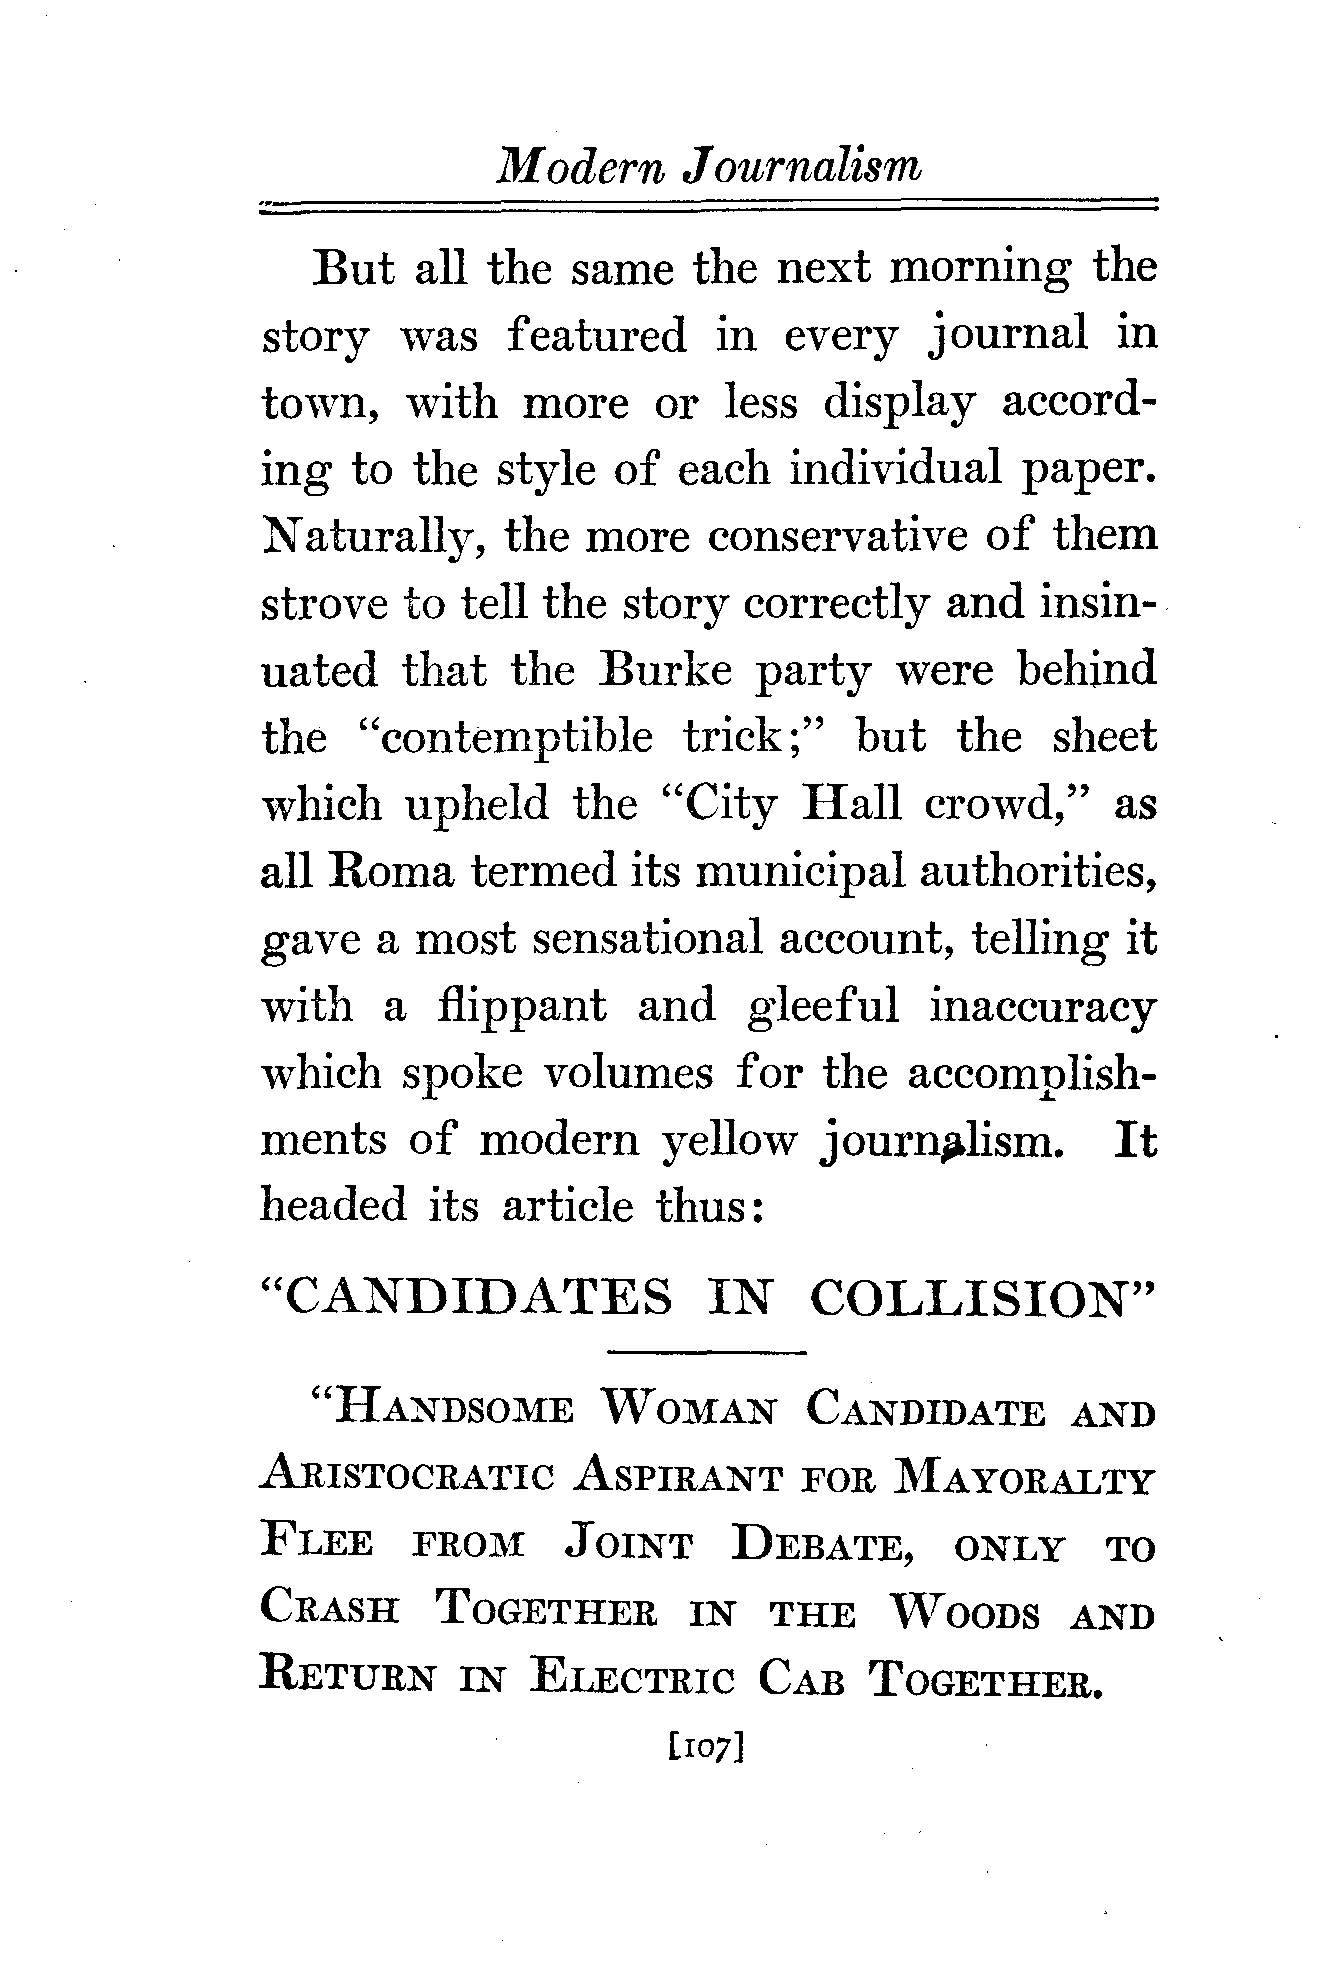 Modern Journalism
But all the same the next morning the
story was featured in every journal in
town, with more or less display accord-
ing to the style of each individual paper.
Naturally, the more conservative of them
strove to tell the story correctly and insin-
uated that the Burke party were behind
the “contemptible trick;” but the sheet
which upheld the “City Hall crowd,” as
all Roma termed its municipal authorities,
gave a most sensational account, telling it
with a flippant and gleeful inaccuracy
which spoke volumes for the accomplish-
ments of modern yellow journalism. It
headed its article thus:
“CANDIDATES IN COLLISION”
“Handsome Woman Candidate and
Aristocratic Aspirant for Mayoralty
Flee from Joint Debate, only to
Crash Together in the Woods and
Return in Electric Cab Together.
[107]